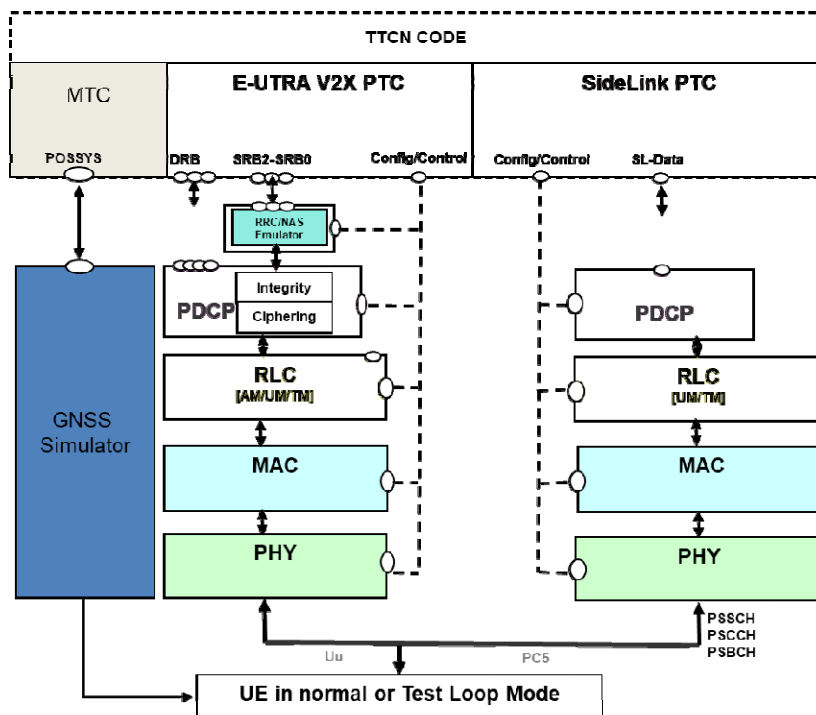 TTCN CODE
MTC
E-UTRA V2X PTC
SideLink PTC
POSSYS
DRB
SRB2-SRB0
Config/Control
Config/Control
SL-Data
RRC/NAS
Emulator
Integrity
PDCP
Ciphering
PDCP
RLC
[AM/UM/TM]
RLC
[UM/TM]
GNSS
Simulator
MAC
MAC
PHY
PHY
PSSCH
PSCCH
PSBCH
Uu
PC5
UE in normal or Test Loop Mode